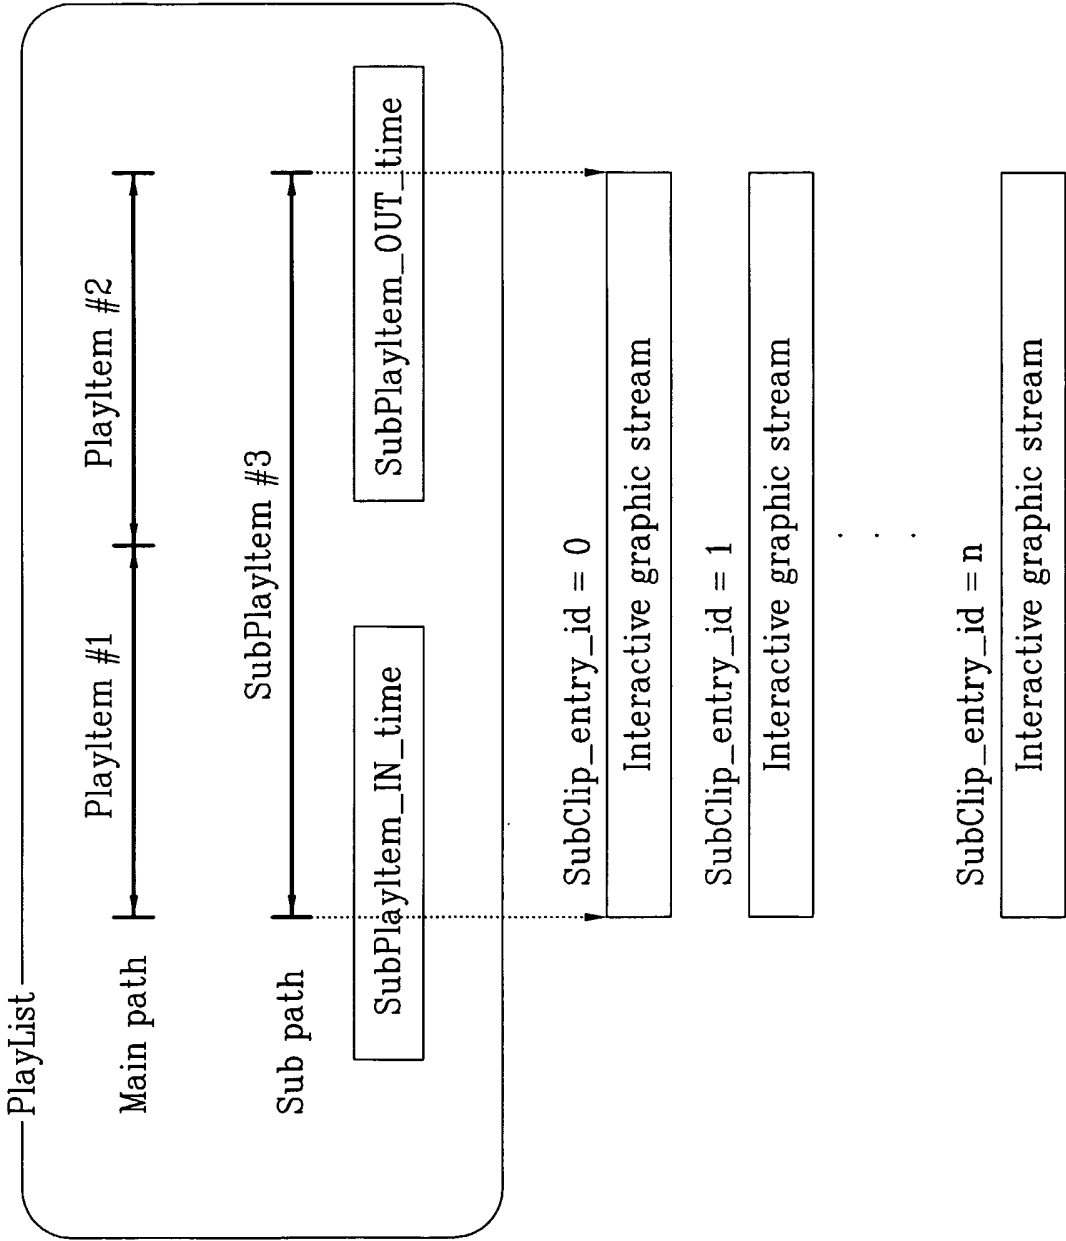 PlayList
Main path
PlayItem #1
PlayItem #2
Sub path
SubPlayItem #3
SubPlayItem_IN_time
SubPlayItem_OUT_time
SubClip_entry_id = 0
Interactive graphic stream
SubClip_entry_id = 1
Interactive graphic stream
. . .
SubClip_entry_id = n
Interactive graphic stream